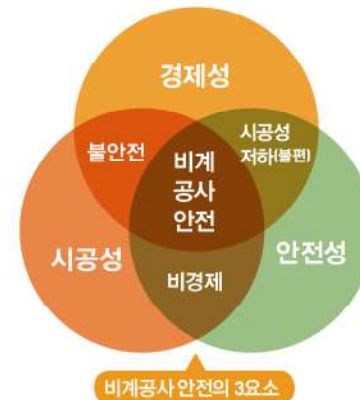 경제성
불안전
시공성
저하(불편)
비계
공사
안전
시공성
안전성
비경제
비계공사 안전의 3요소